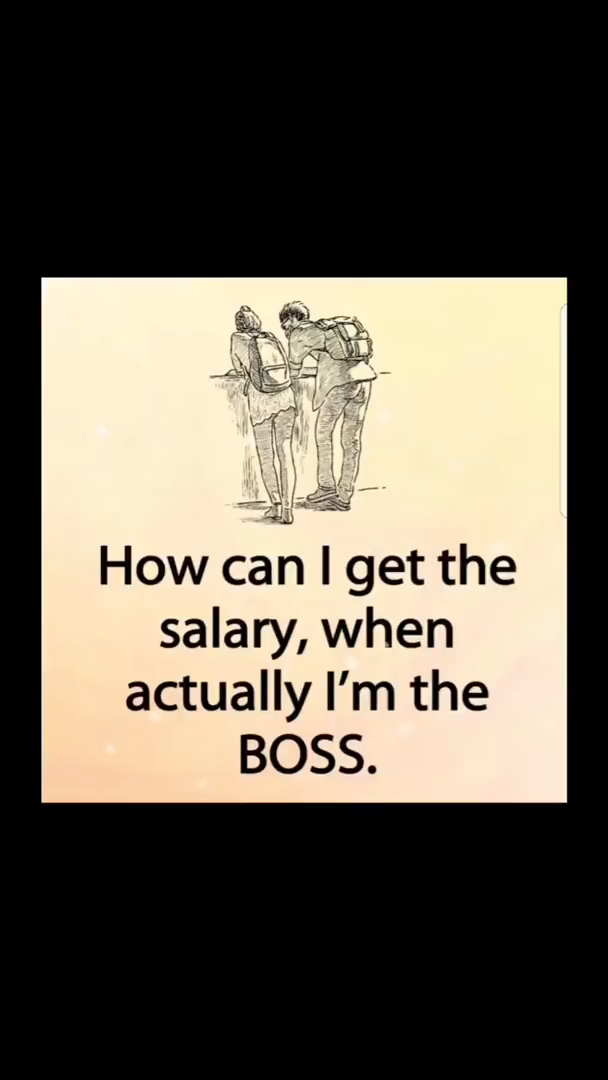 How can I get the
salary, when
actually I’m the
BOSS.